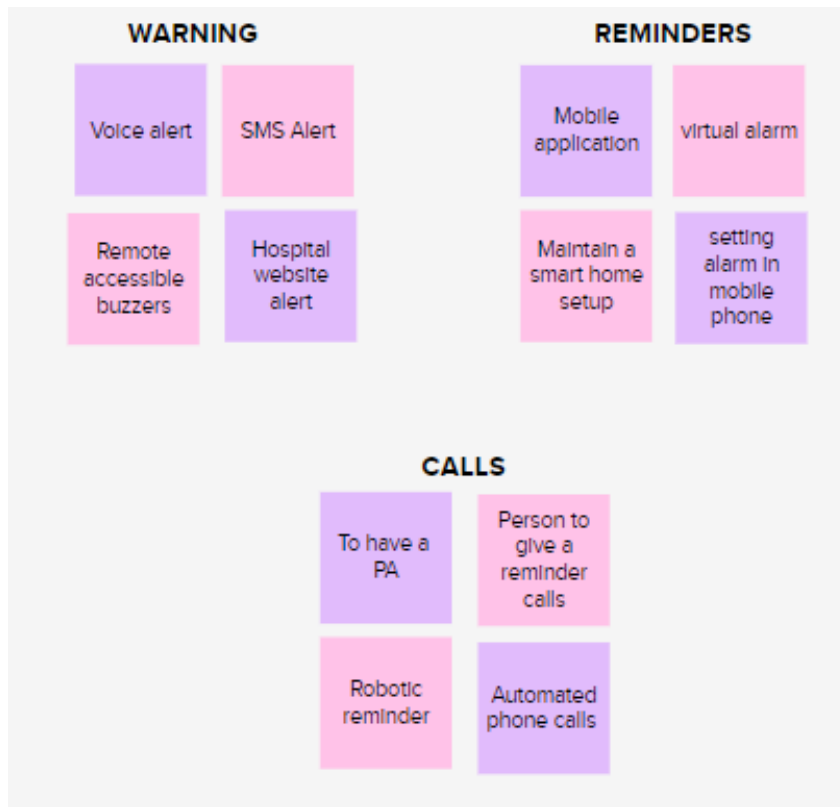 WARNING
Voice alert
SMS Alert
Remote
accessible
buzzers
Hospital
website
alert
REMINDERS
Mobile
application
virtual alarm
Maintain a
smart home
setup
setting
alarm in
mobile
phone
CALLS
To have a
PA
Person to
give a
reminder
calls
Robotic
reminder
Automated
phone calls